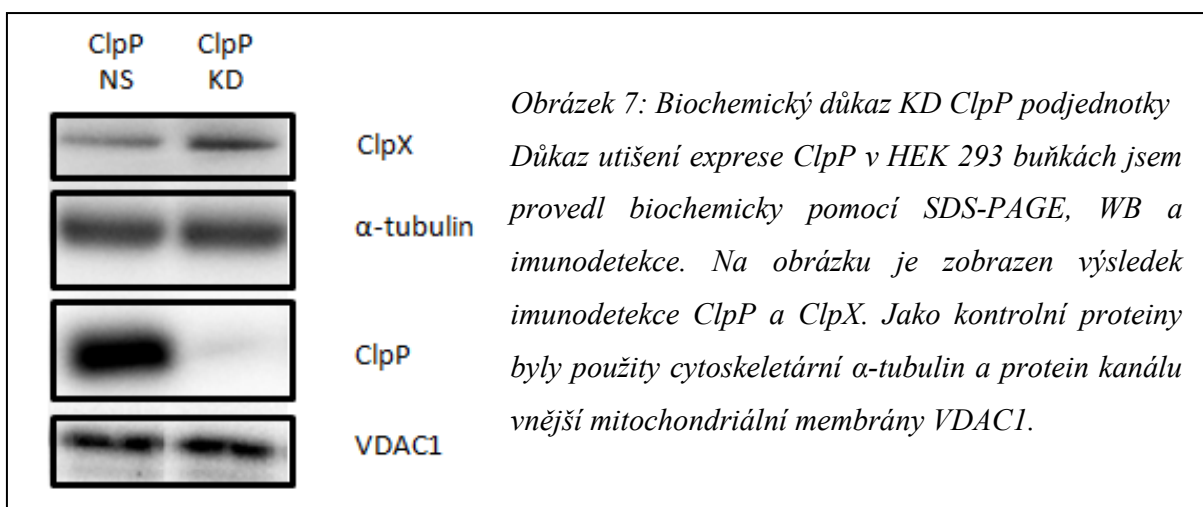 ClpP ClpP
NS KD
ClpX
α-tubulin
ClpP
VDAC1
Obrázek 7: Biochemický důkaz KD ClpP podjednotky
Důkaz utišení exprese ClpP v HEK 293 buňkách jsem
provedl biochemicky pomocí SDS-PAGE, WB a
imunodetekce. Na obrázku je zobrazen výsledek
imunodetekce ClpP a ClpX. Jako kontrolní proteiny
byly použity cytoskeletární α-tubulin a protein kanálu
vnější mitochondriální membrány VDAC1.